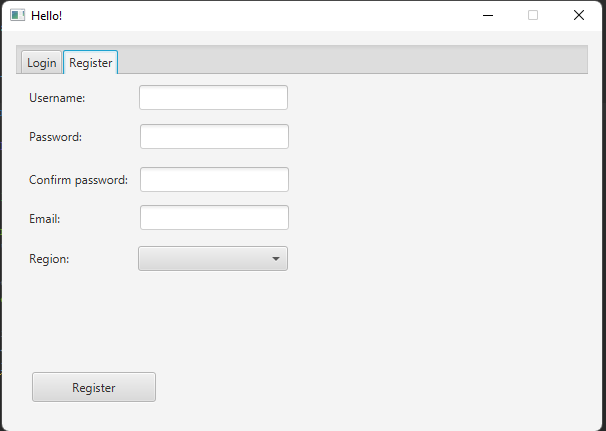 Hello!
Login Register
Username:
Password:
Confirm password:
Email:
Region:
Register